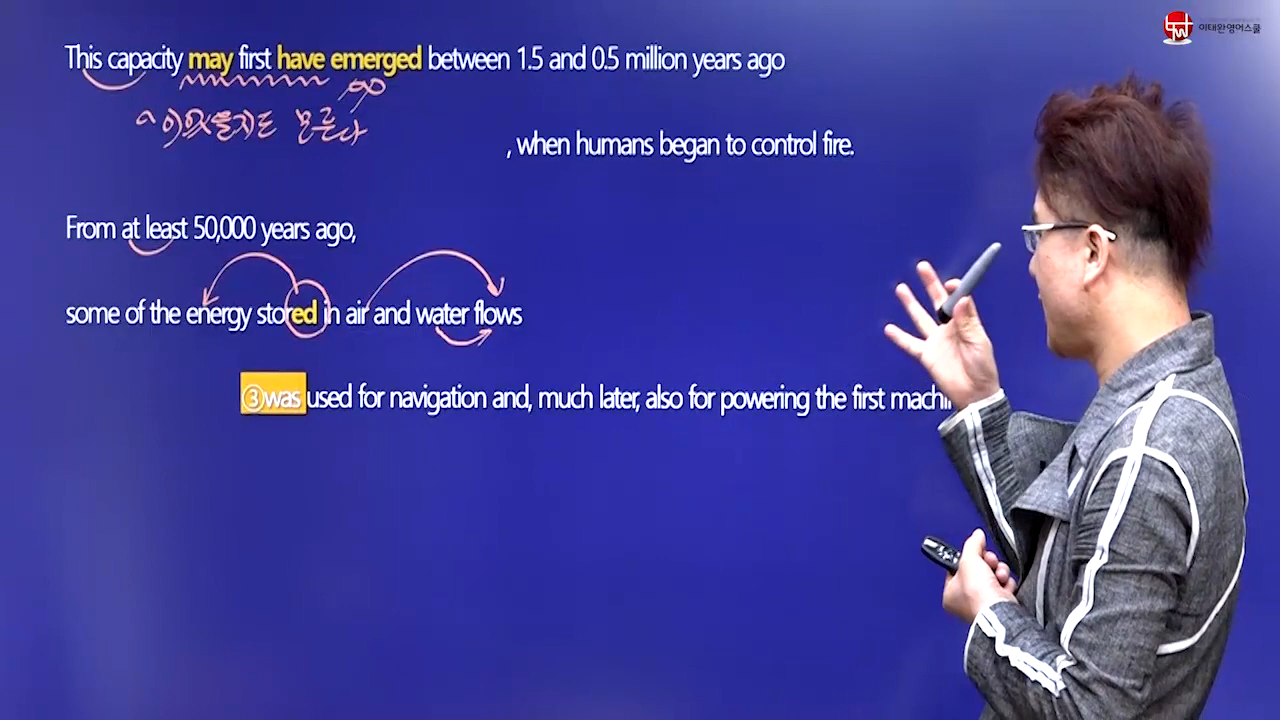 이태완영어스쿨
This capacity may first have emerged between 1.5 and 0.5 million years ago
이었을지도 모른다
, when humans began to control fire.
From at least 50,000 years ago,
some of the energy stored in air and water flows
③was used for navigation and, much later, also for powering the first machi